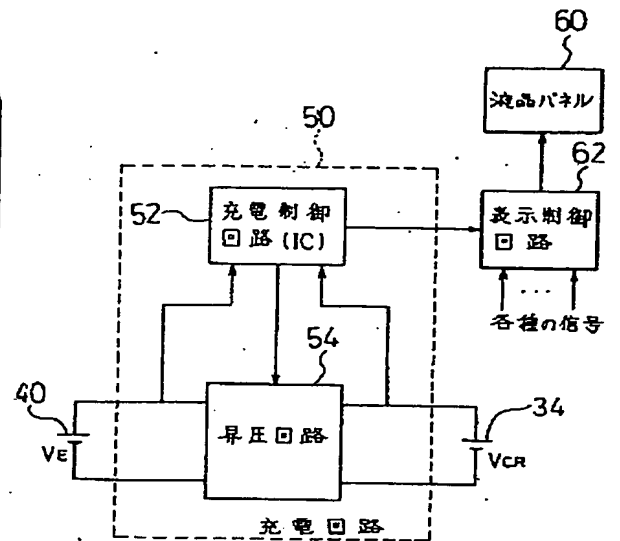 60
液晶パネル
50
62
52
充電制御
回路(IC)
表示制御
回路
...
各種の信号
54
40
VE
昇圧回路
34
VCR
充電回路